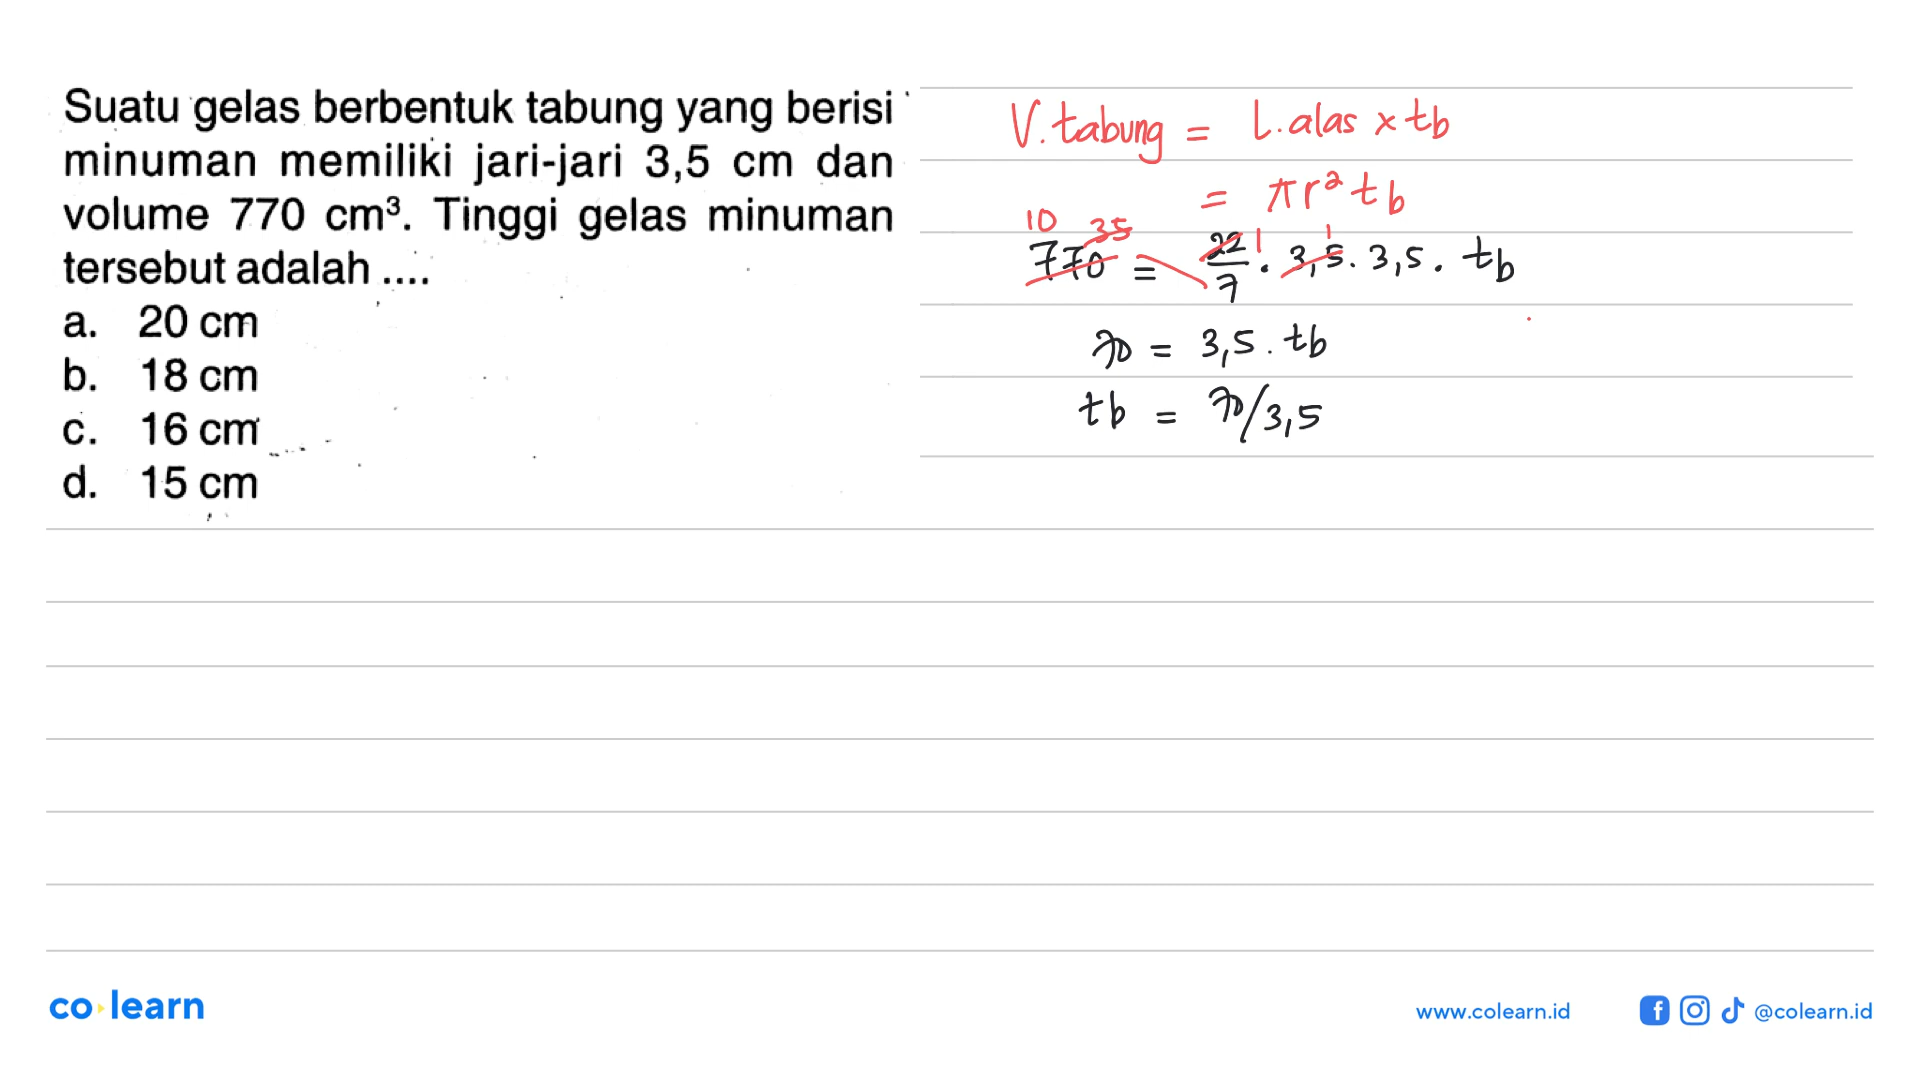 Suatu gelas berbentuk tabung yang berisi
minuman memiliki jari-jari 3,5 cm dan
volume 770 cm³. Tinggi gelas minuman
tersebut adalah ....
a. 20 cm
b. 18 cm
c. 16 cm
d. 15 cm
V. tabung = L. alas × tb
= πr² tb
10 35
770 = 22/7 1 . 3,5 1 . 3,5 . tb
70 = 3,5 . tb
tb = 70/3,5
co learn
www.colearn.id
@colearn.id